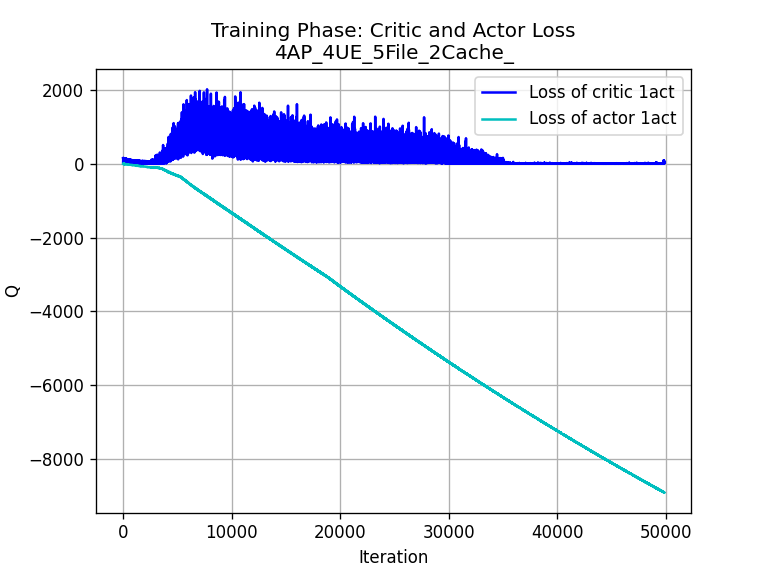 Training Phase: Critic and Actor Loss
4AP_4UE_5File_2Cache_
Loss of critic 1act
Loss of actor 1act
2000
0
−2000
−4000
−6000
−8000
Q
0 10000 20000 30000 40000 50000
Iteration